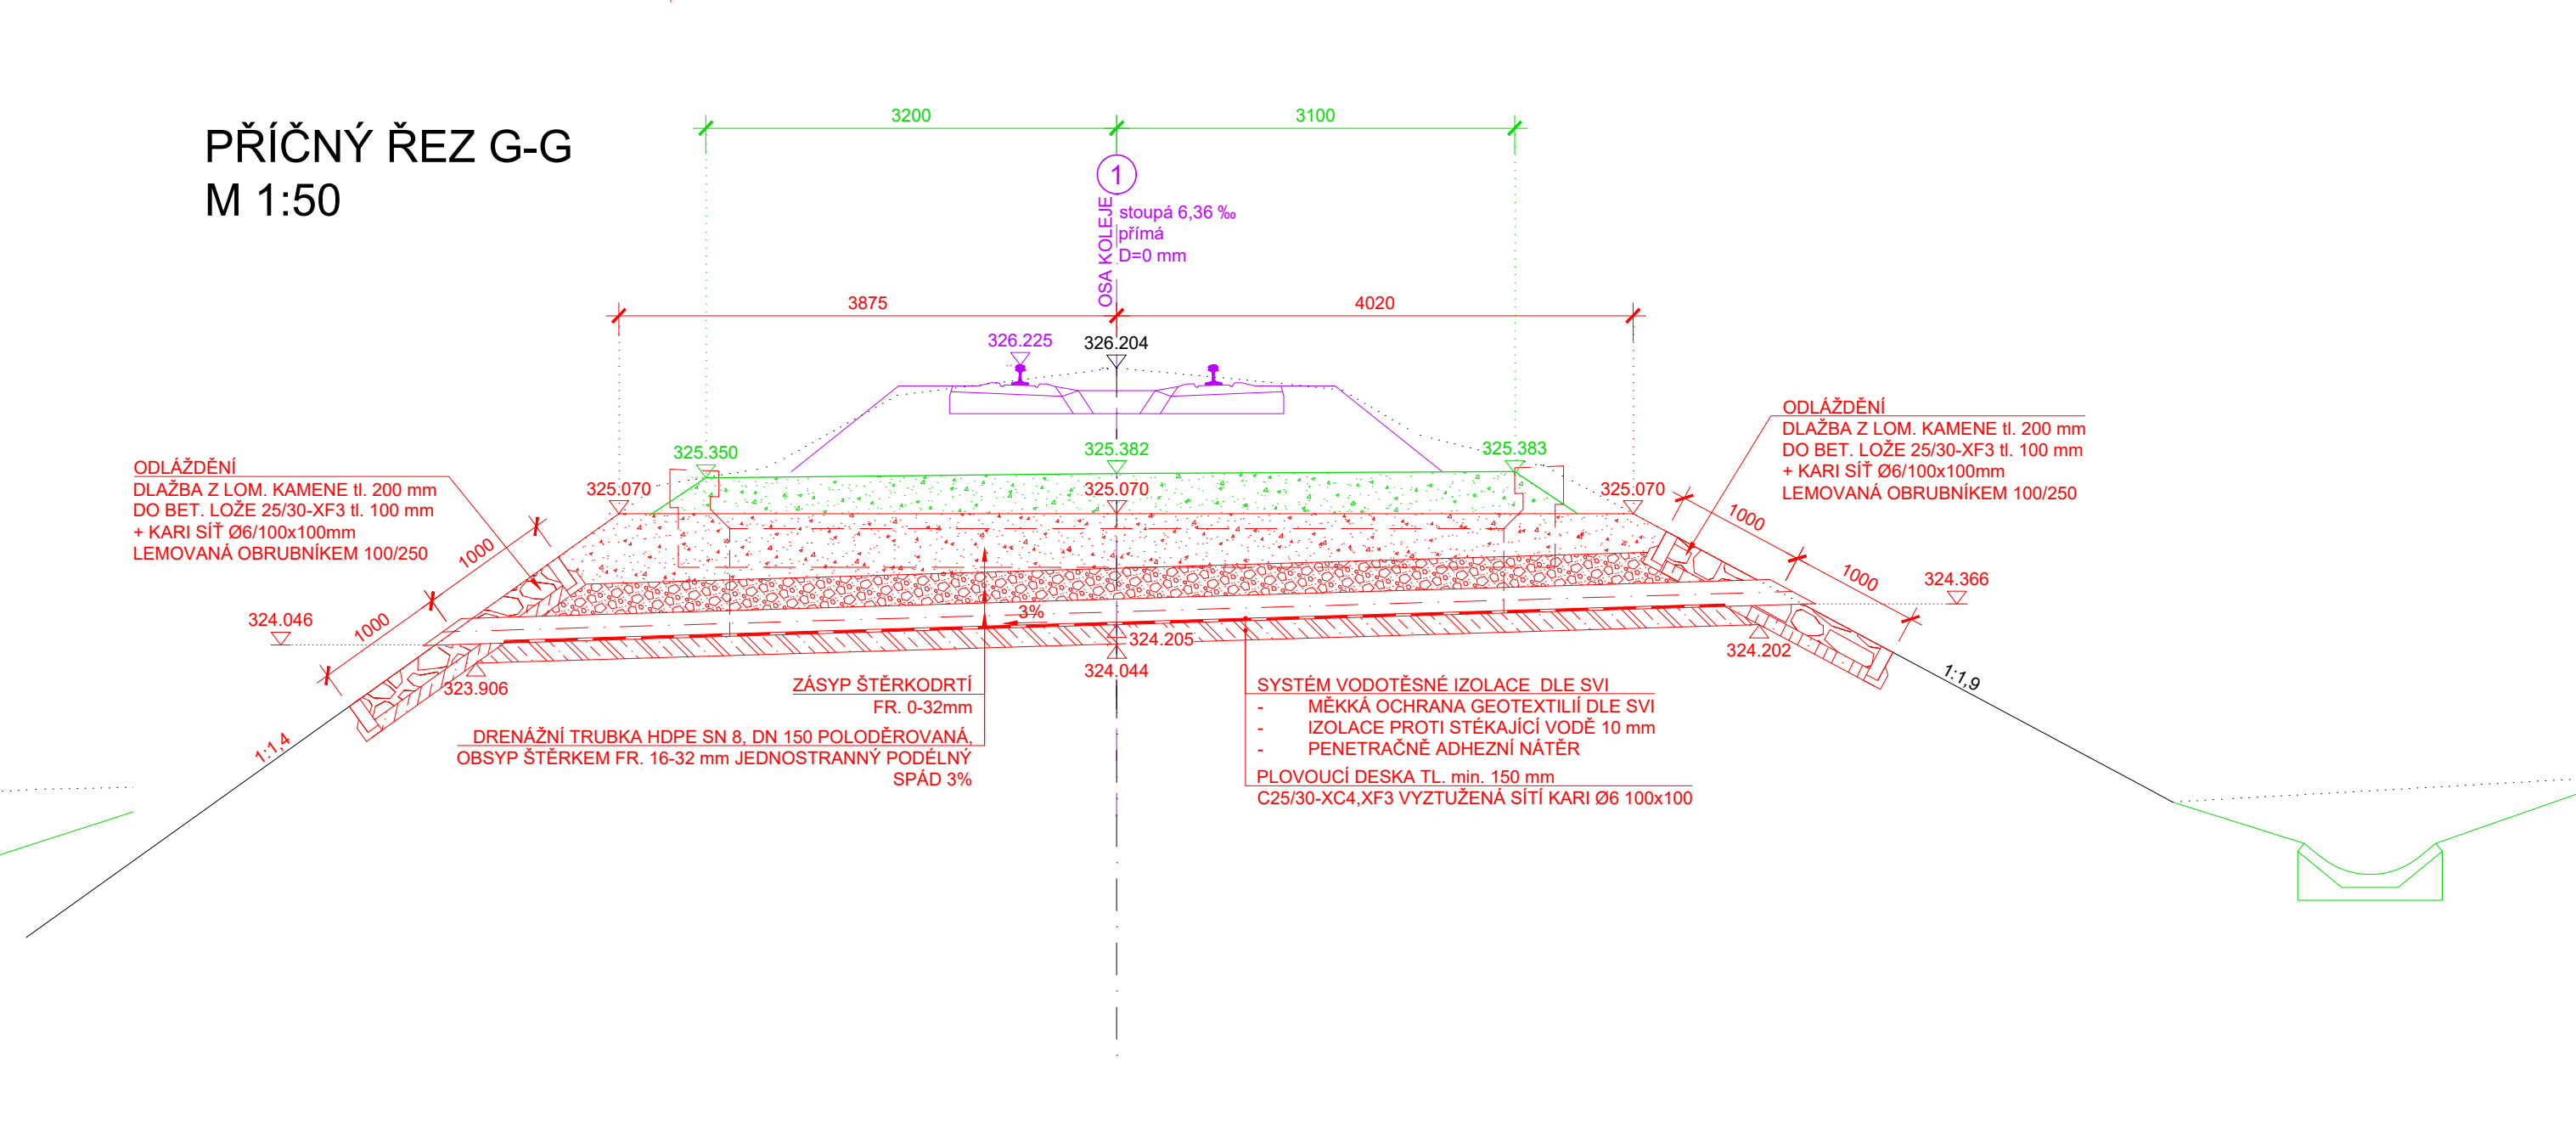 PŘÍČNÝ ŘEZ G-G
M 1:50
3200
3100
1
OSA KOLEJE
stoupá 6,36 ‰
přímá
D=0 mm
3875
4020
326.225
326.204
325.350
325.382
325.383
325.070
325.070
325.070
ODLÁŽDĚNÍ
DLAŽBA Z LOM. KAMENE tl. 200 mm
DO BET. LOŽE 25/30-XF3 tl. 100 mm
+ KARI SÍŤ Ø6/100x100mm
LEMOVANÁ OBRUBNÍKEM 100/250
ODLÁŽDĚNÍ
DLAŽBA Z LOM. KAMENE tl. 200 mm
DO BET. LOŽE 25/30-XF3 tl. 100 mm
+ KARI SÍŤ Ø6/100x100mm
LEMOVANÁ OBRUBNÍKEM 100/250
1000
1000
1000
1000
324.046
324.366
3%
324.205
324.044
323.906
324.202
ZÁSYP ŠTĚRKODRTÍ
FR. 0-32mm
DRENÁŽNÍ TRUBKA HDPE SN 8, DN 150 POLODĚROVANÁ,
OBSYP ŠTĚRKEM FR. 16-32 mm JEDNOSTRANNÝ PODÉLNÝ
SPÁD 3%
SYSTÉM VODOTĚSNÉ IZOLACE DLE SVI
- MĚKKÁ OCHRANA GEOTEXTILIÍ DLE SVI
- IZOLACE PROTI STÉKAJÍCÍ VODĚ 10 mm
- PENETRAČNĚ ADHEZNÍ NÁTĚR
PLOVOUCÍ DESKA TL. min. 150 mm
C25/30-XC4,XF3 VYZTUŽENÁ SÍTÍ KARI Ø6 100x100
1:1,4
1:1,9